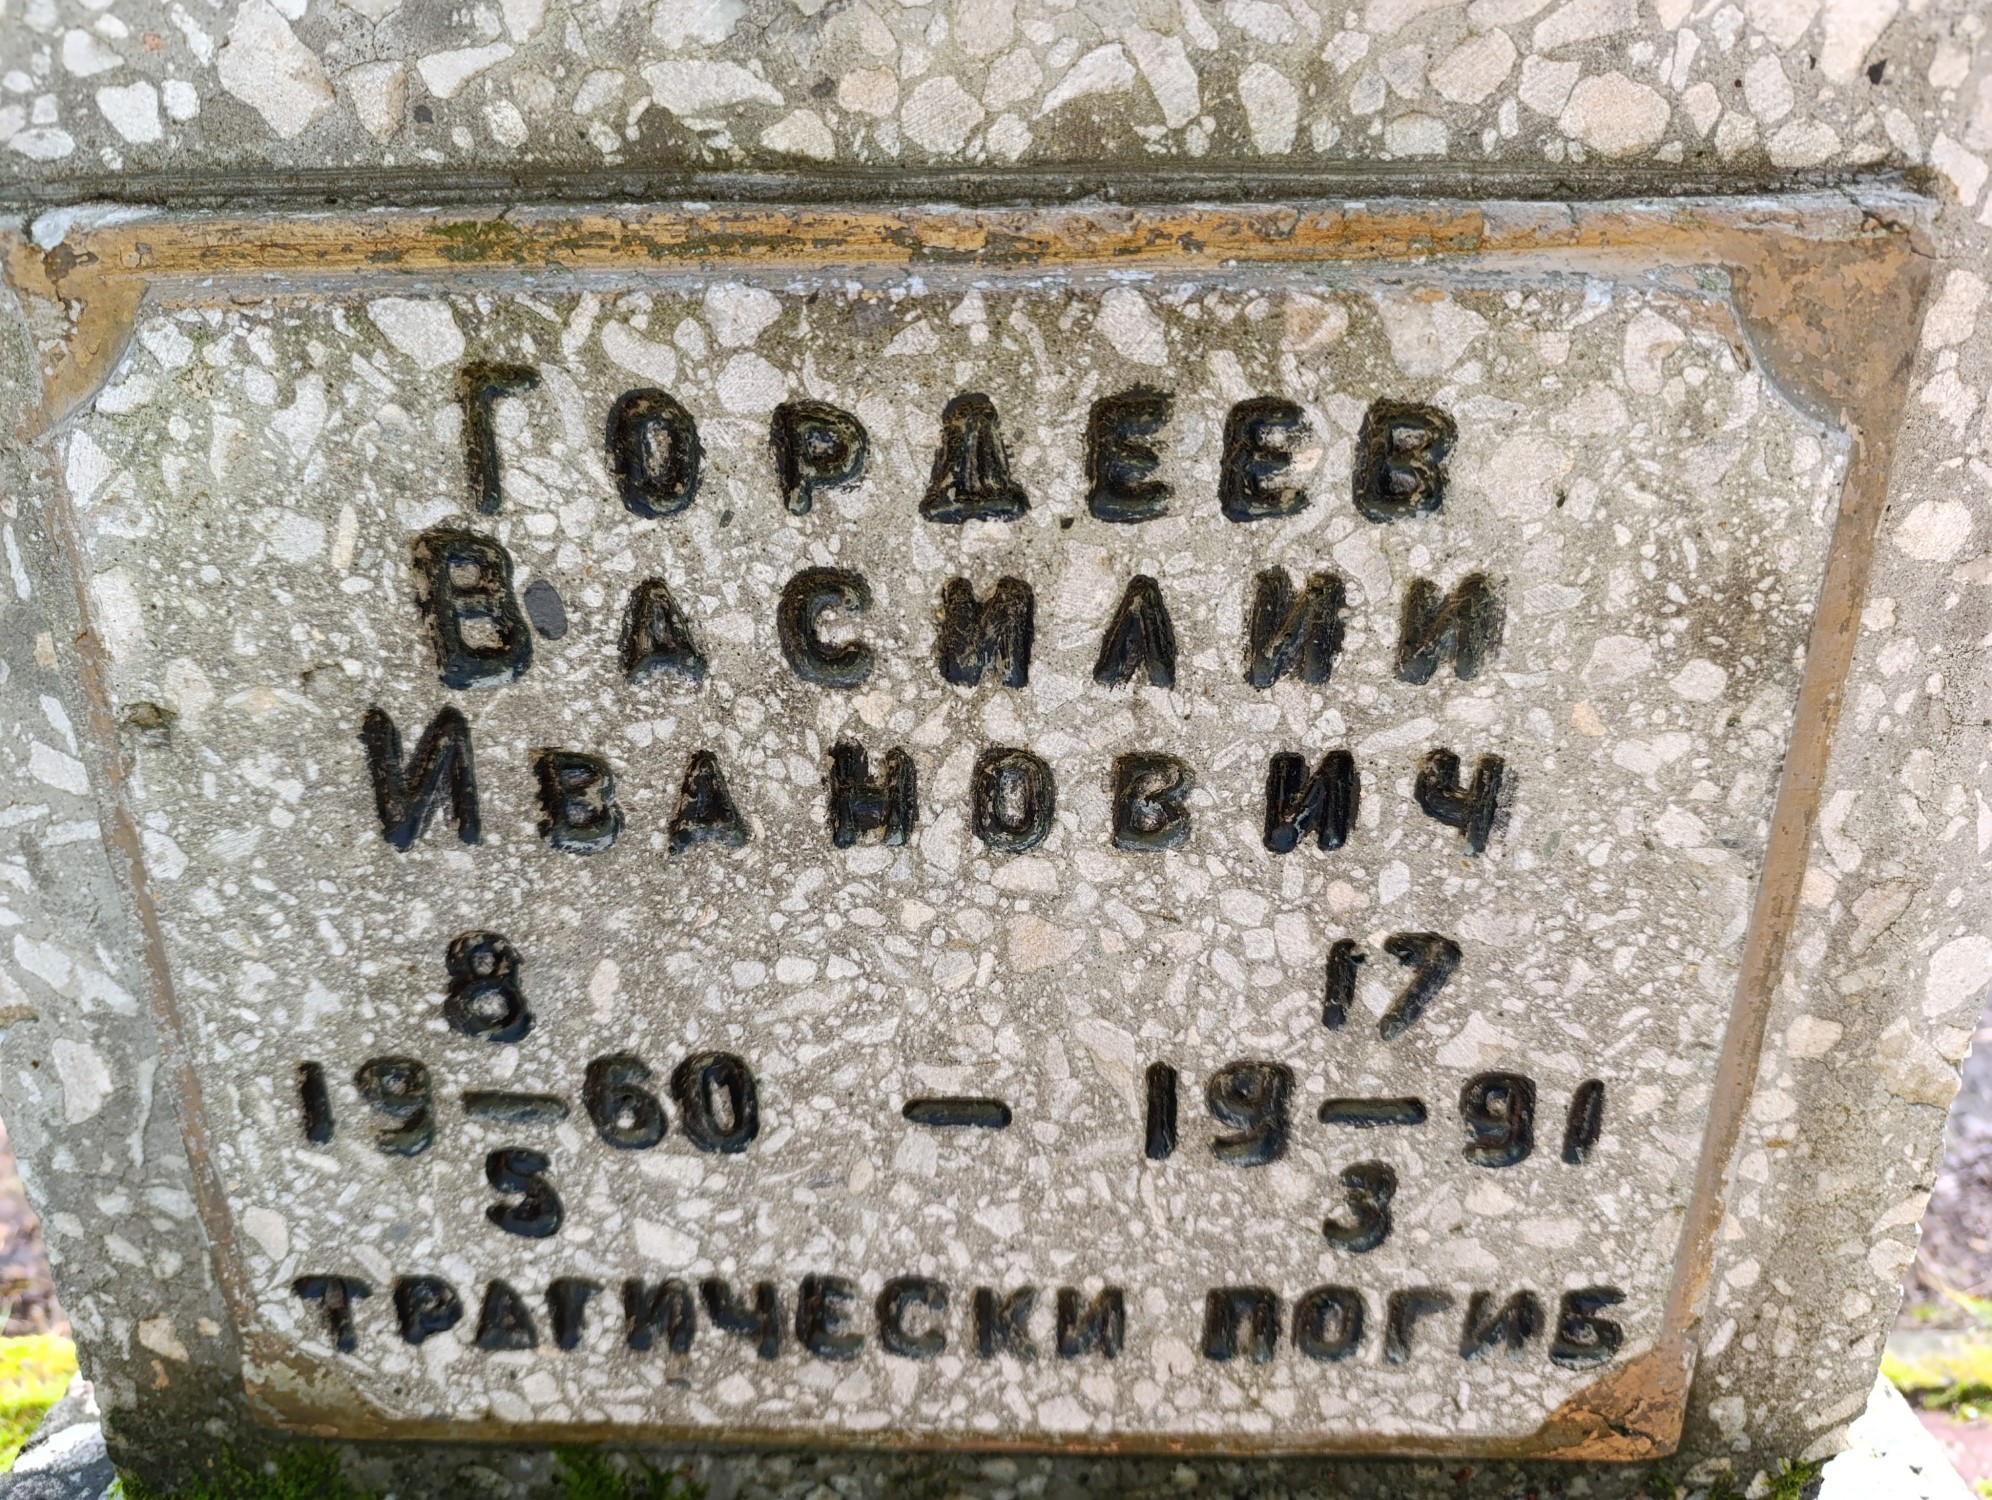 Гордеев
Василии
Иванович
8 17
19–60 – 19–91
5 3
трагически погиб